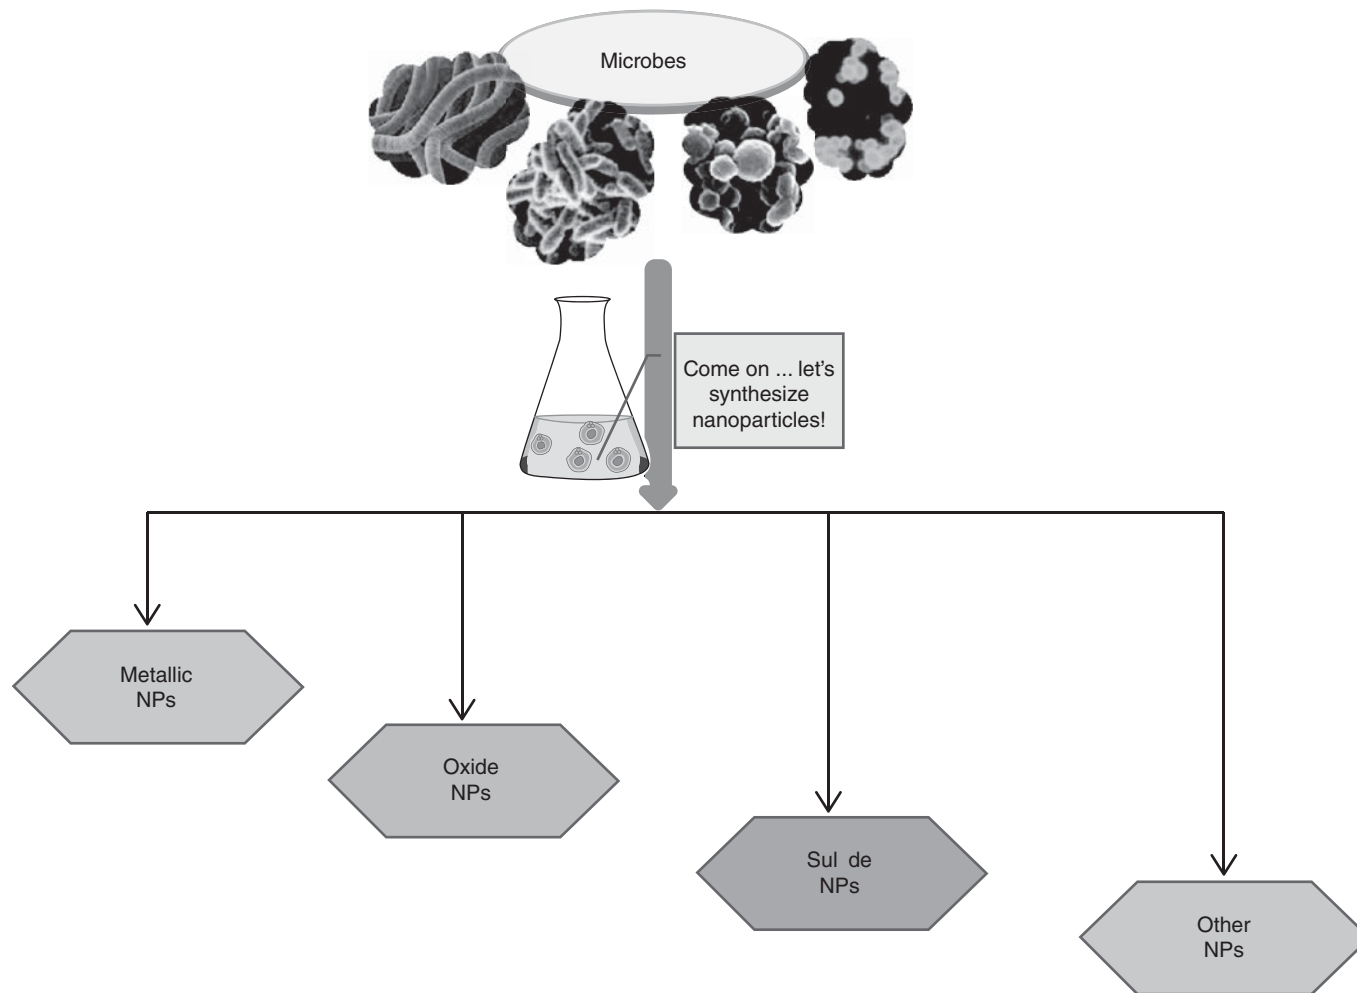 Microbes
Come on ... let's
synthesize
nanoparticles!
Metallic
NPs
Oxide
NPs
Sul de
NPs
Other
NPs